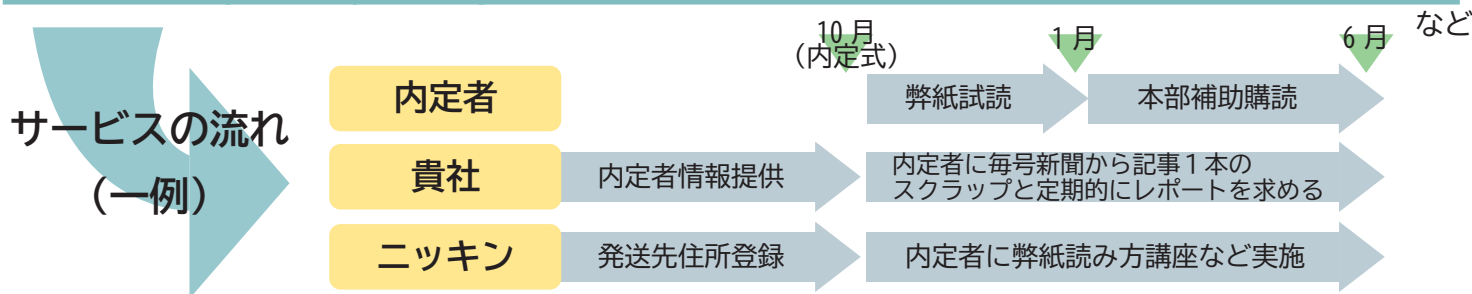 など
10月
(内定式)
1月
6月
サービスの流れ
(一例)
内定者
弊紙試読
本部補助購読
貴社
内定者情報提供
内定者に毎号新聞から記事1本の
スクラップと定期的にレポートを求める
ニッキン
発送先住所登録
内定者に弊紙読み方講座など実施